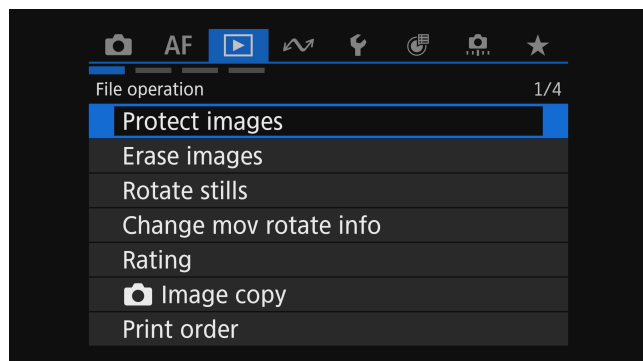 AF
File operation 1/4
Protect images
Erase images
Rotate stills
Change mov rotate info
Rating
Image copy
Print order